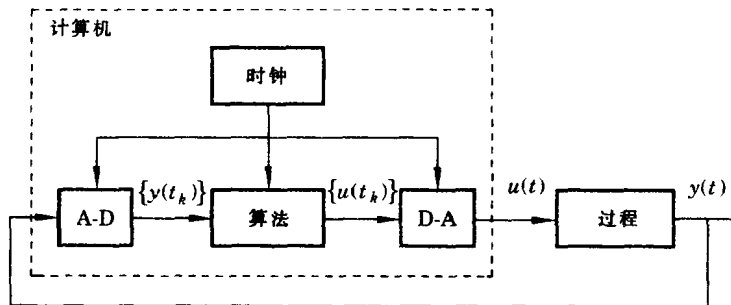 计算机
时钟
A-D
{y(t_k)}
算法
{u(t_k)}
D-A
u(t)
过程
y(t)